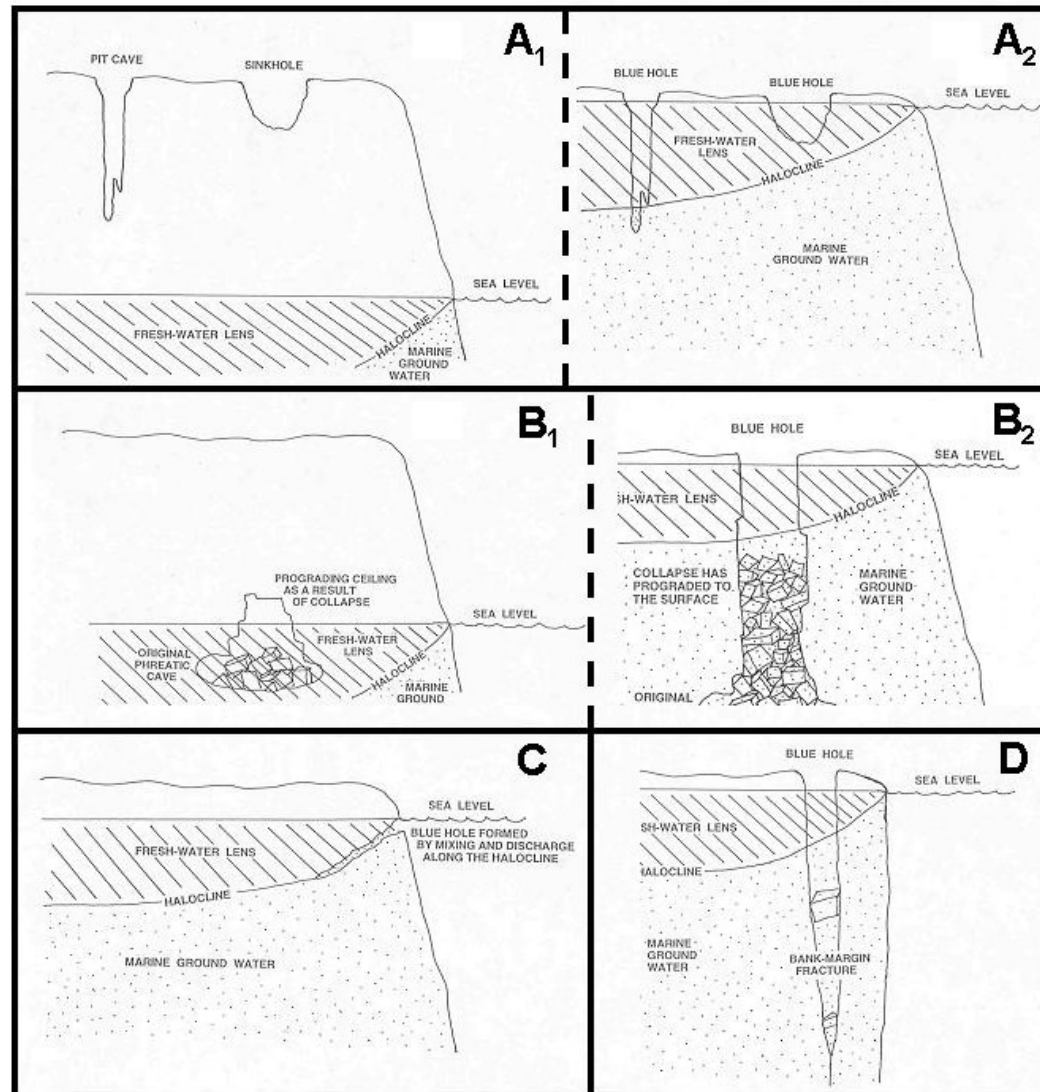 A1
PIT CAVE
SINKHOLE
SEA LEVEL
FRESH-WATER LENS
HALOCLINE
MARINE
GROUND
WATER
A2
BLUE HOLE
BLUE HOLE
SEA LEVEL
FRESH-WATER
LENS
HALOCLINE
MARINE
GROUND WATER
B1
PROGRADING CEILING
AS A RESULT
OF COLLAPSE
SEA LEVEL
ORIGINAL
PHREATIC
CAVE
FRESH-WATER
LENS
HALOCLINE
MARINE
GROUND
B2
BLUE HOLE
SEA LEVEL
SH-WATER LENS
HALOCLINE
COLLAPSE HAS
PROGRADED TO
THE SURFACE
MARINE
GROUND
WATER
ORIGINAL
C
SEA LEVEL
BLUE HOLE FORMED
BY MIXING AND DISCHARGE
ALONG THE HALOCLINE
FRESH-WATER LENS
HALOCLINE
MARINE GROUND WATER
D
BLUE HOLE
SEA LEVEL
SH-WATER LENS
HALOCLINE
MARINE
GROUND
WATER
BANK-MARGIN
FRACTURE